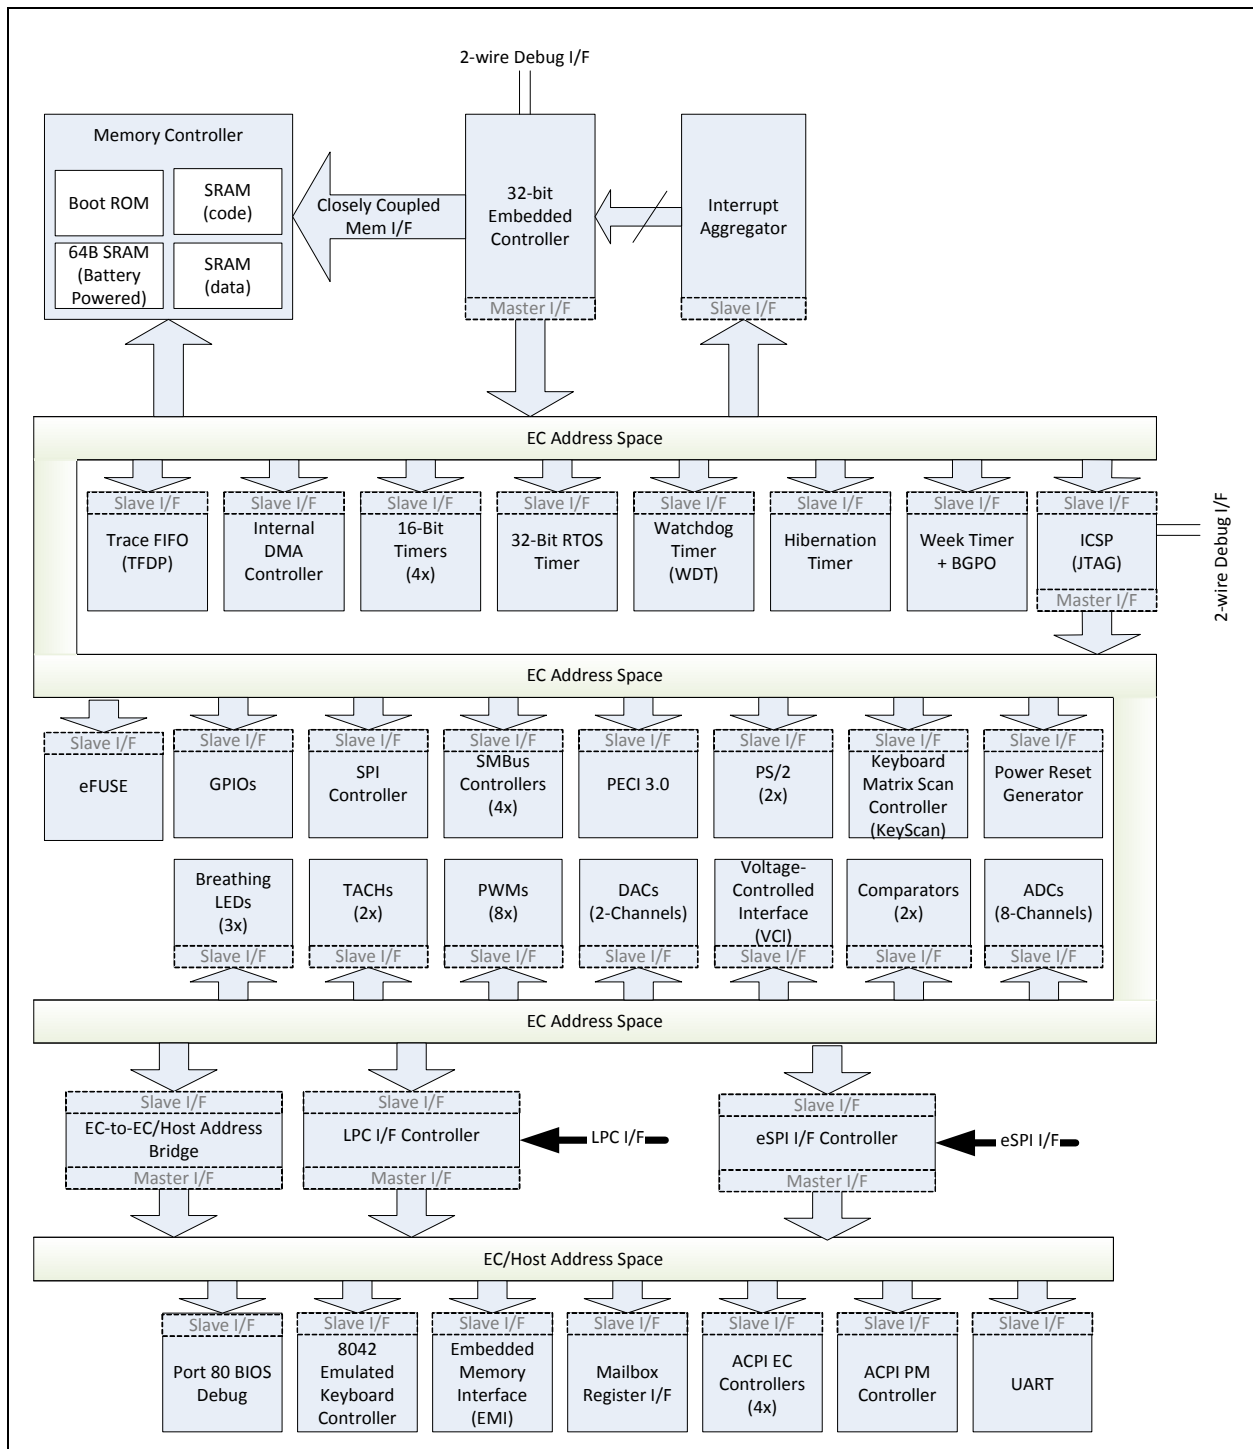 2-wire Debug I/F
Memory Controller
Boot ROM
SRAM
(code)
64B SRAM
(Battery
Powered)
SRAM
(data)
Closely Coupled
Mem I/F
32-bit
Embedded
Controller
Master I/F
Interrupt
Aggregator
Slave I/F
EC Address Space
Slave I/F
Trace FIFO
(TFDP)
Slave I/F
Internal
DMA
Controller
Slave I/F
16-Bit
Timers
(4x)
Slave I/F
32-Bit RTOS
Timer
Slave I/F
Watchdog
Timer
(WDT)
Slave I/F
Hibernation
Timer
Slave I/F
Week Timer
+ BGPO
Slave I/F
ICSP
(JTAG)
Master I/F
2-wire Debug I/F
EC Address Space
Slave I/F
eFUSE
Slave I/F
GPIOs
Slave I/F
SPI
Controller
Slave I/F
SMBus
Controllers
(4x)
Slave I/F
PECI 3.0
Slave I/F
PS/2
(2x)
Slave I/F
Keyboard
Matrix Scan
Controller
(KeyScan)
Slave I/F
Power Reset
Generator
Breathing
LEDs
(3x)
Slave I/F
TACHs
(2x)
Slave I/F
PWMs
(8x)
Slave I/F
DACs
(2-Channels)
Slave I/F
Voltage-
Controlled
Interface
(VCI)
Slave I/F
Comparators
(2x)
Slave I/F
ADCs
(8-Channels)
Slave I/F
EC Address Space
Slave I/F
EC-to-EC/Host Address
Bridge
Master I/F
Slave I/F
LPC I/F Controller
Master I/F
LPC I/F
Slave I/F
eSPI I/F Controller
Master I/F
eSPI I/F
EC/Host Address Space
Slave I/F
Port 80 BIOS
Debug
Slave I/F
8042
Emulated
Keyboard
Controller
Slave I/F
Embedded
Memory
Interface
(EMI)
Slave I/F
Mailbox
Register I/F
Slave I/F
ACPI EC
Controllers
(4x)
Slave I/F
ACPI PM
Controller
Slave I/F
UART